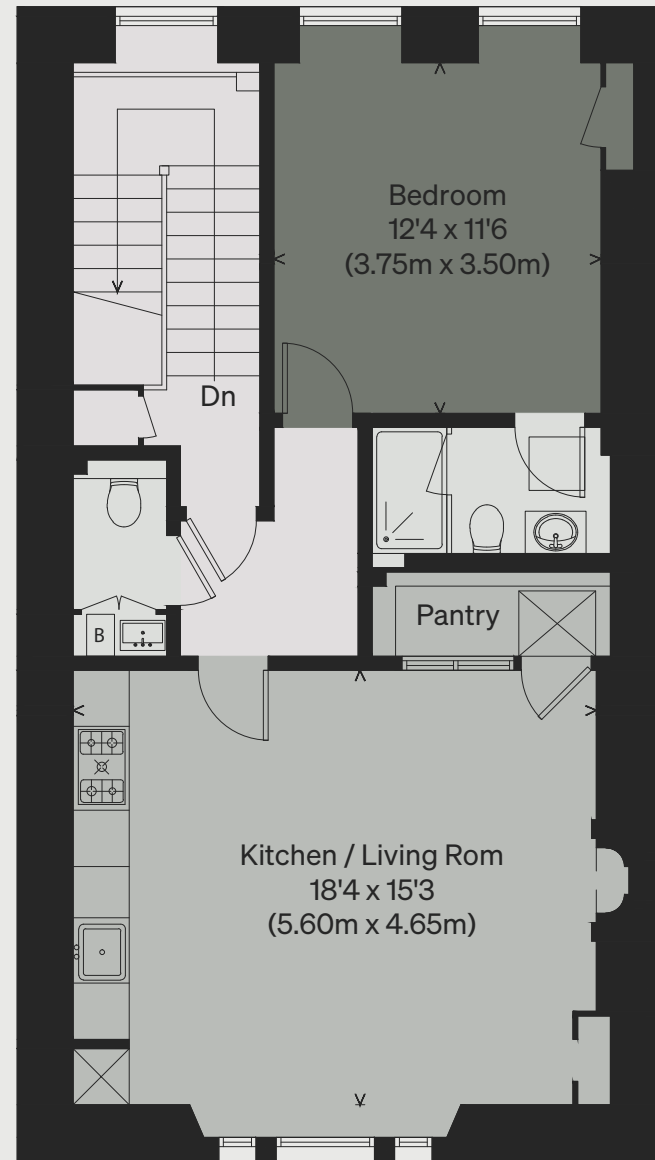 Bedroom
12'4 x 11'6
(3.75m x 3.50m)
Dn
Pantry
B
Kitchen / Living Rom
18'4 x 15'3
(5.60m x 4.65m)